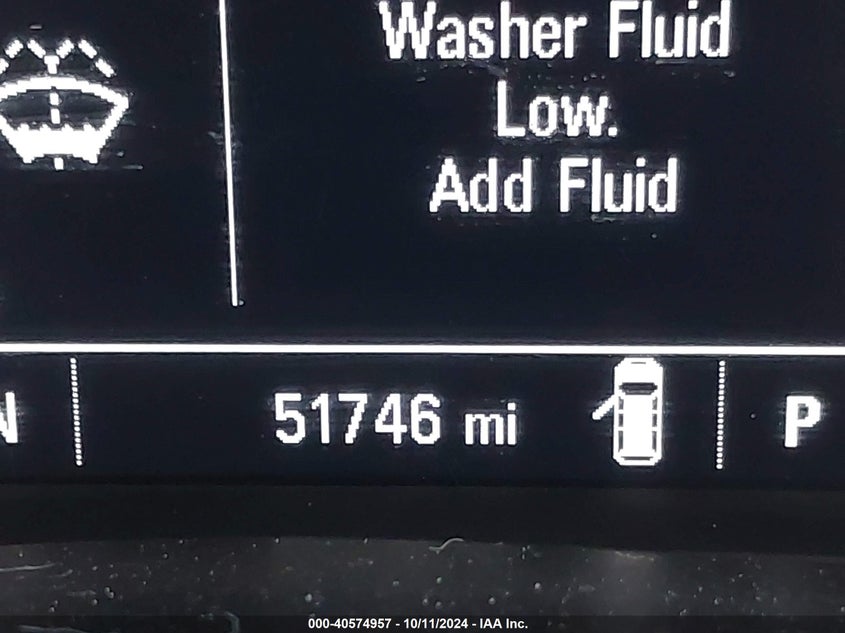 Washer Fluid
Low.
Add Fluid
N
51746 mi
P
000-40574957 - 10/11/2024 - IAA Inc.